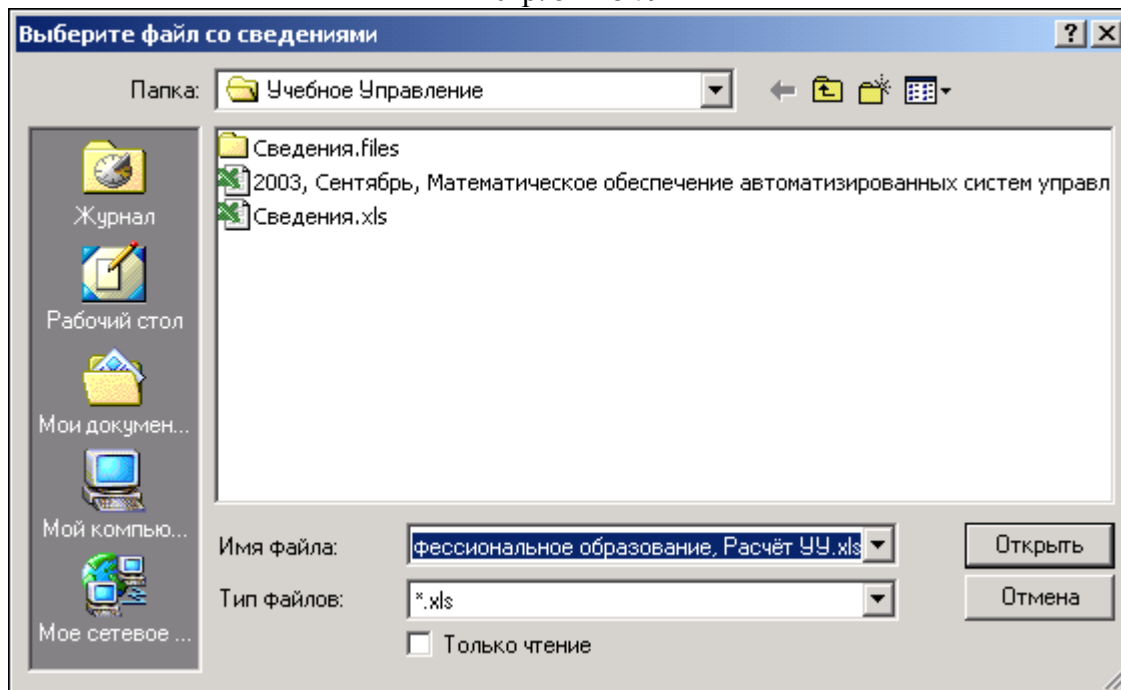 Выберите файл со сведениями
Папка: Учебное Управление
Сведения.files
2003, Сентябрь, Математическое обеспечение автоматизированных систем управл
Сведения.xls
Журнал
Рабочий стол
Мои докумен...
Мой компью...
Мое сетевое ...
Имя файла: фессиональное образование, Расчёт УУ.xls
Открыть
Тип файлов: *.xls
Отмена
Только чтение